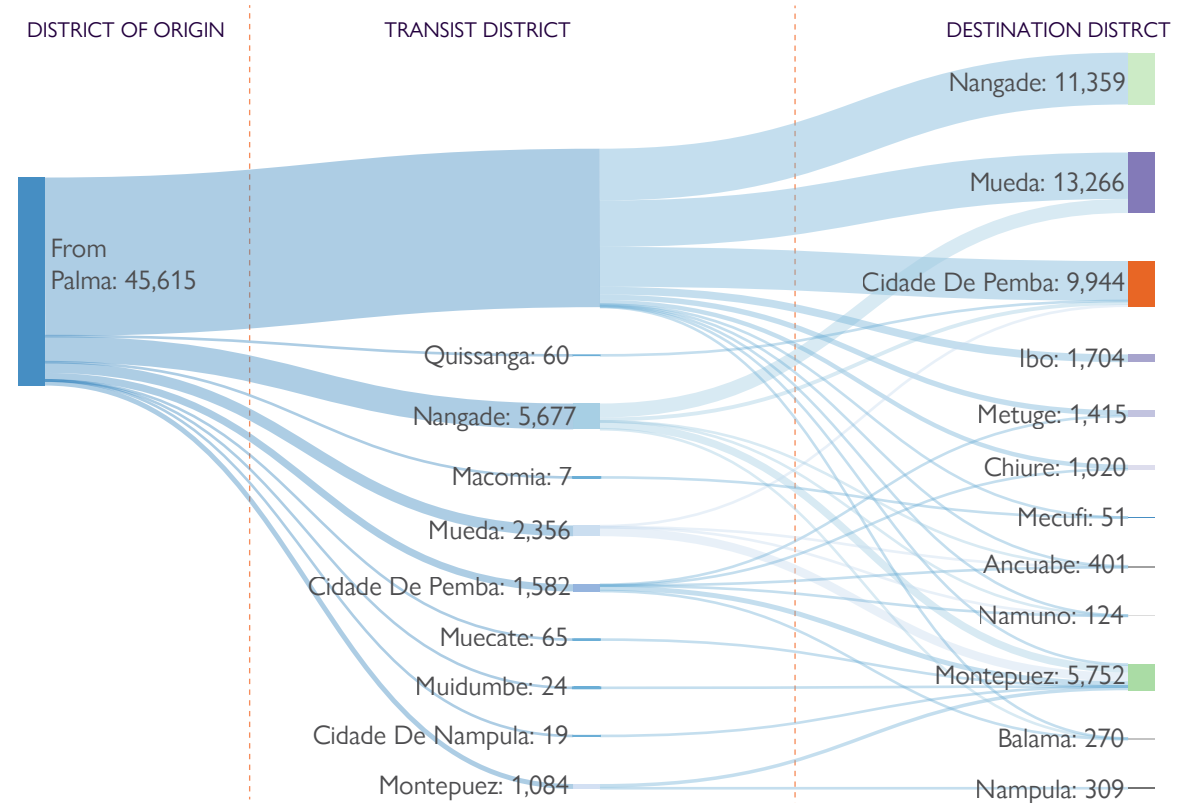 DISTRICT OF ORIGIN
TRANSIST DISTRICT
DESTINATION DISTRCT
From
Palma: 45,615
Quissanga: 60
Nangade: 5,677
Macomia: 7
Mueda: 2,356
Cidade De Pemba: 1,582
Muecate: 65
Muidumbe: 24
Cidade De Nampula: 19
Montepuez: 1,084
Nangade: 11,359
Mueda: 13,266
Cidade De Pemba: 9,944
Ibo: 1,704
Metuge: 1,415
Chiure: 1,020
Mecufi: 51
Ancuabe: 401
Namuno: 124
Montepuez: 5,752
Balama: 270
Nampula: 309